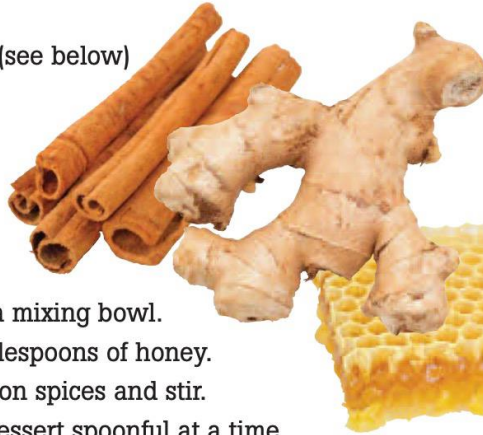 (see below)
n mixing bowl.
lespoons of honey.
on spices and stir.
essert spoonful at a time